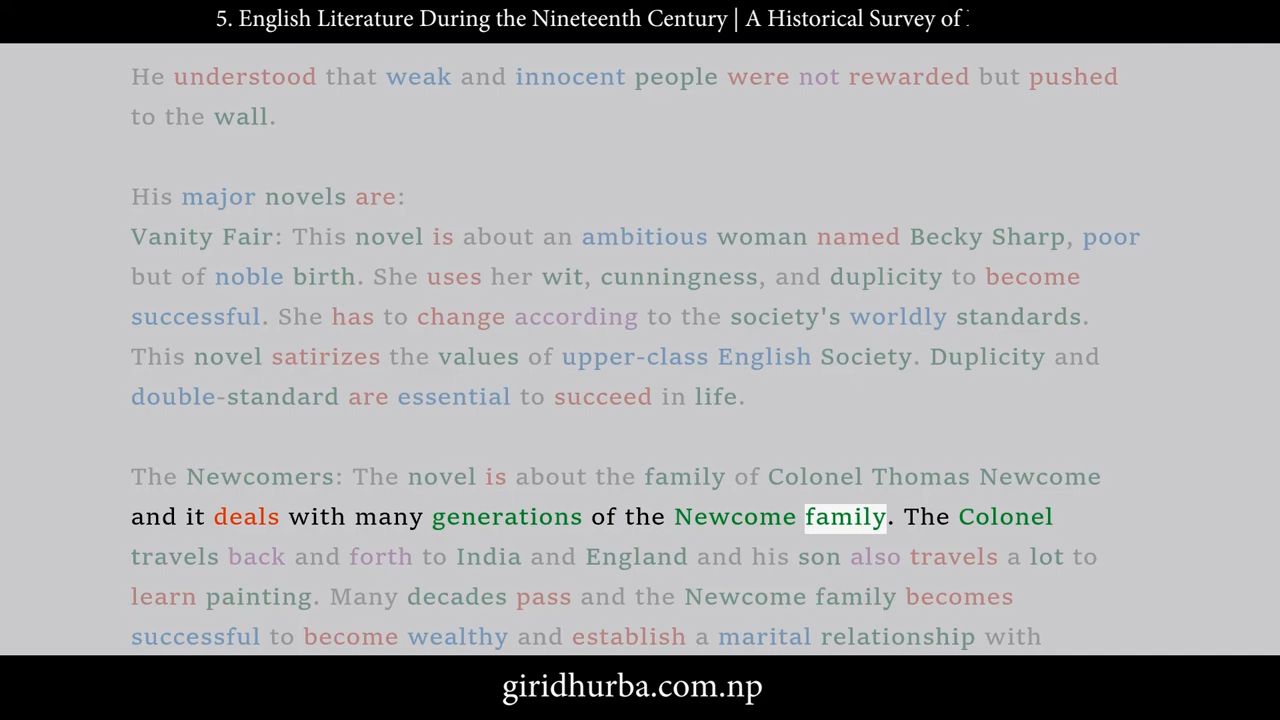 5. English Literature During the Nineteenth Century | A Historical Survey of
He understood that weak and innocent people were not rewarded but pushed
to the wall.
His major novels are:
Vanity Fair: This novel is about an ambitious woman named Becky Sharp, poor
but of noble birth. She uses her wit, cunningness, and duplicity to become
successful. She has to change according to the society's worldly standards.
This novel satirizes the values of upper-class English Society. Duplicity and
double-standard are essential to succeed in life.
The Newcomers: The novel is about the family of Colonel Thomas Newcome
and it deals with many generations of the Newcome family. The Colonel
travels back and forth to India and England and his son also travels a lot to
learn painting. Many decades pass and the Newcome family becomes
successful to become wealthy and establish a marital relationship with
giridhurba.com.np